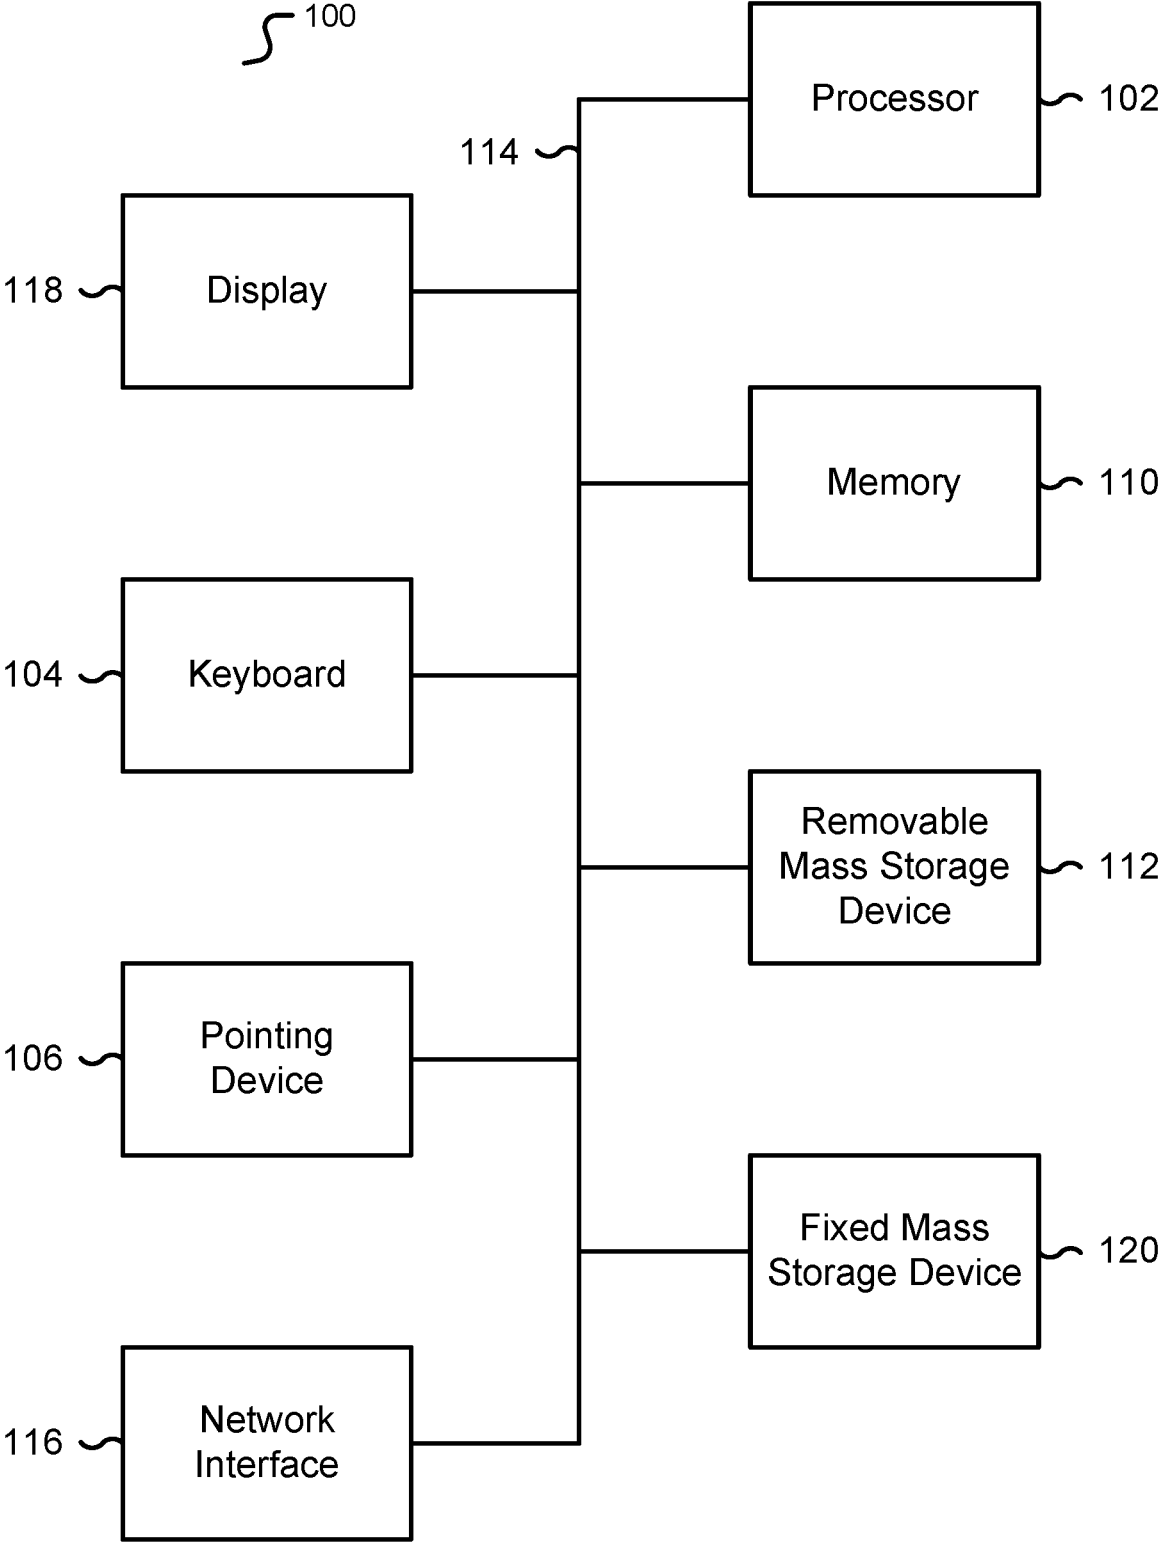 100
Processor
102
114
118
Display
Memory
110
104
Keyboard
Removable
Mass Storage
Device
112
106
Pointing
Device
Fixed Mass
Storage Device
120
116
Network
Interface